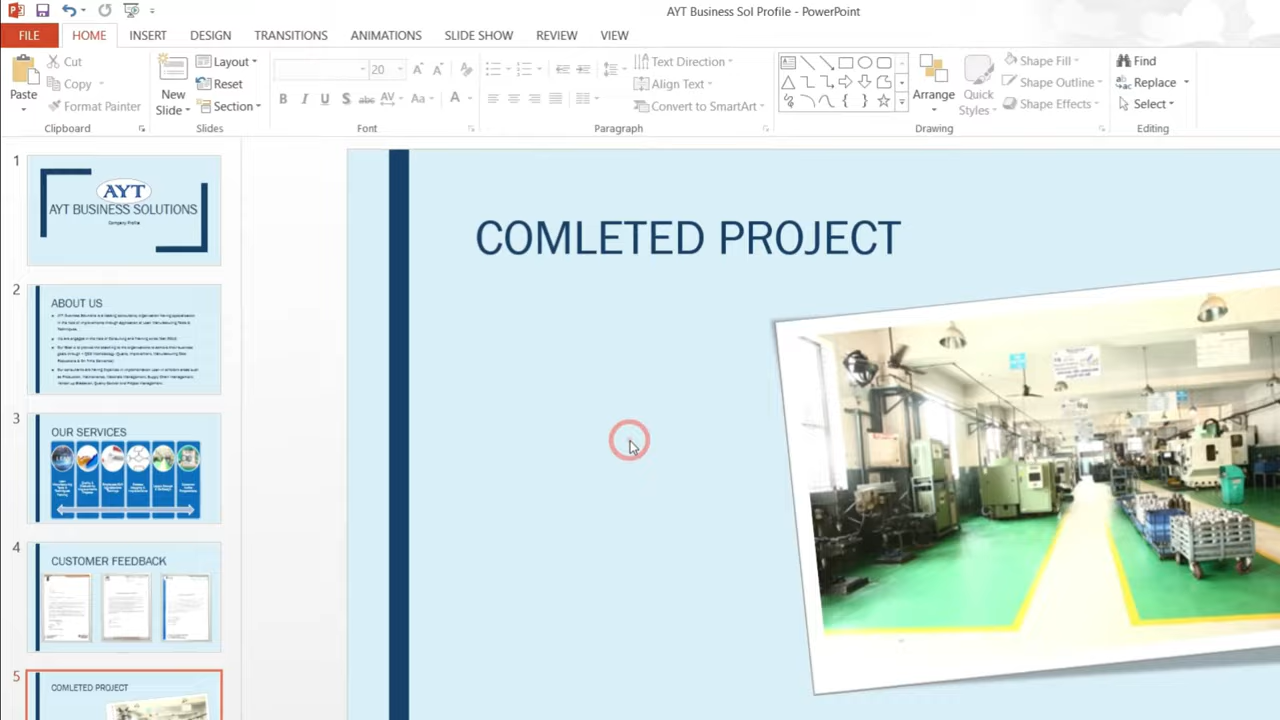 AYT Business Sol Profile - PowerPoint
FILE HOME INSERT DESIGN TRANSITIONS ANIMATIONS SLIDE SHOW REVIEW VIEW
Paste
Cut
Copy
Format Painter
Clipboard
New Slide
Layout
Reset
Section
Slides
20
Font
Text Direction
Align Text
Convert to SmartArt
Paragraph
Arrange
Quick Styles
Shape Fill
Shape Outline
Shape Effects
Drawing
Find
Replace
Select
Editing
1
AYT
AYT BUSINESS SOLUTIONS
Company Profile
2
ABOUT US
3
OUR SERVICES
4
CUSTOMER FEEDBACK
5
COMLETED PROJECT
COMLETED PROJECT